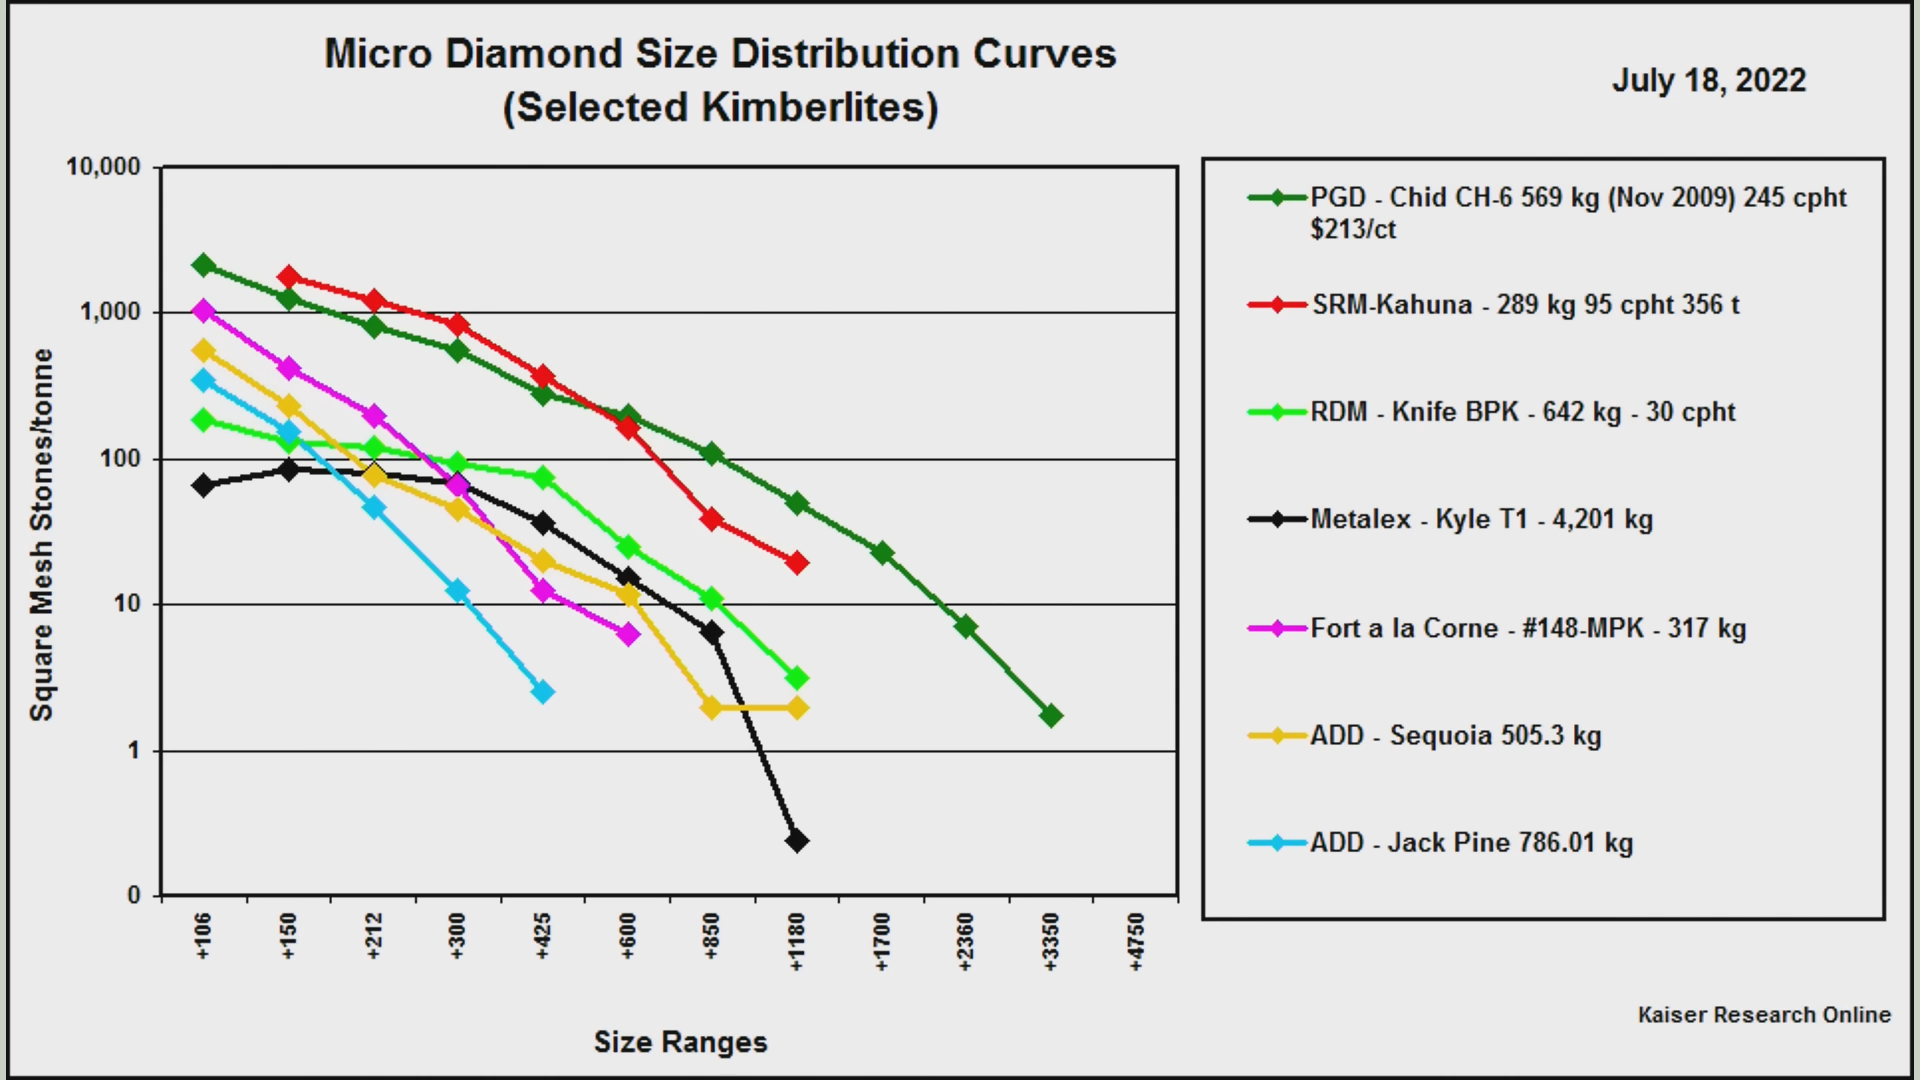 Micro Diamond Size Distribution Curves
(Selected Kimberlites)
July 18, 2022
10,000
1,000
100
10
1
0
Square Mesh Stones/tonne
+106
+150
+212
+300
+425
+600
+850
+1180
+1700
+2360
+3350
+4750
Size Ranges
PGD - Chid CH-6 569 kg (Nov 2009) 245 cpht
$213/ct
SRM-Kahuna - 289 kg 95 cpht 356 t
RDM - Knife BPK - 642 kg - 30 cpht
Metalex - Kyle T1 - 4,201 kg
Fort a la Corne - #148-MPK - 317 kg
ADD - Sequoia 505.3 kg
ADD - Jack Pine 786.01 kg
Kaiser Research Online